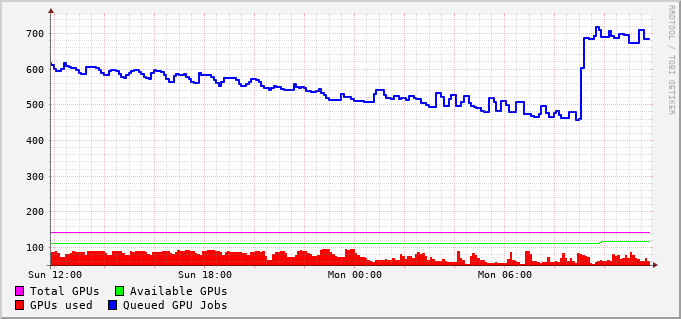 RRDTOOL / TOBI OETIKER
700
600
500
400
300
200
100
Sun 12:00 Sun 18:00 Mon 00:00 Mon 06:00
Total GPUs Available GPUs
GPUs used Queued GPU Jobs